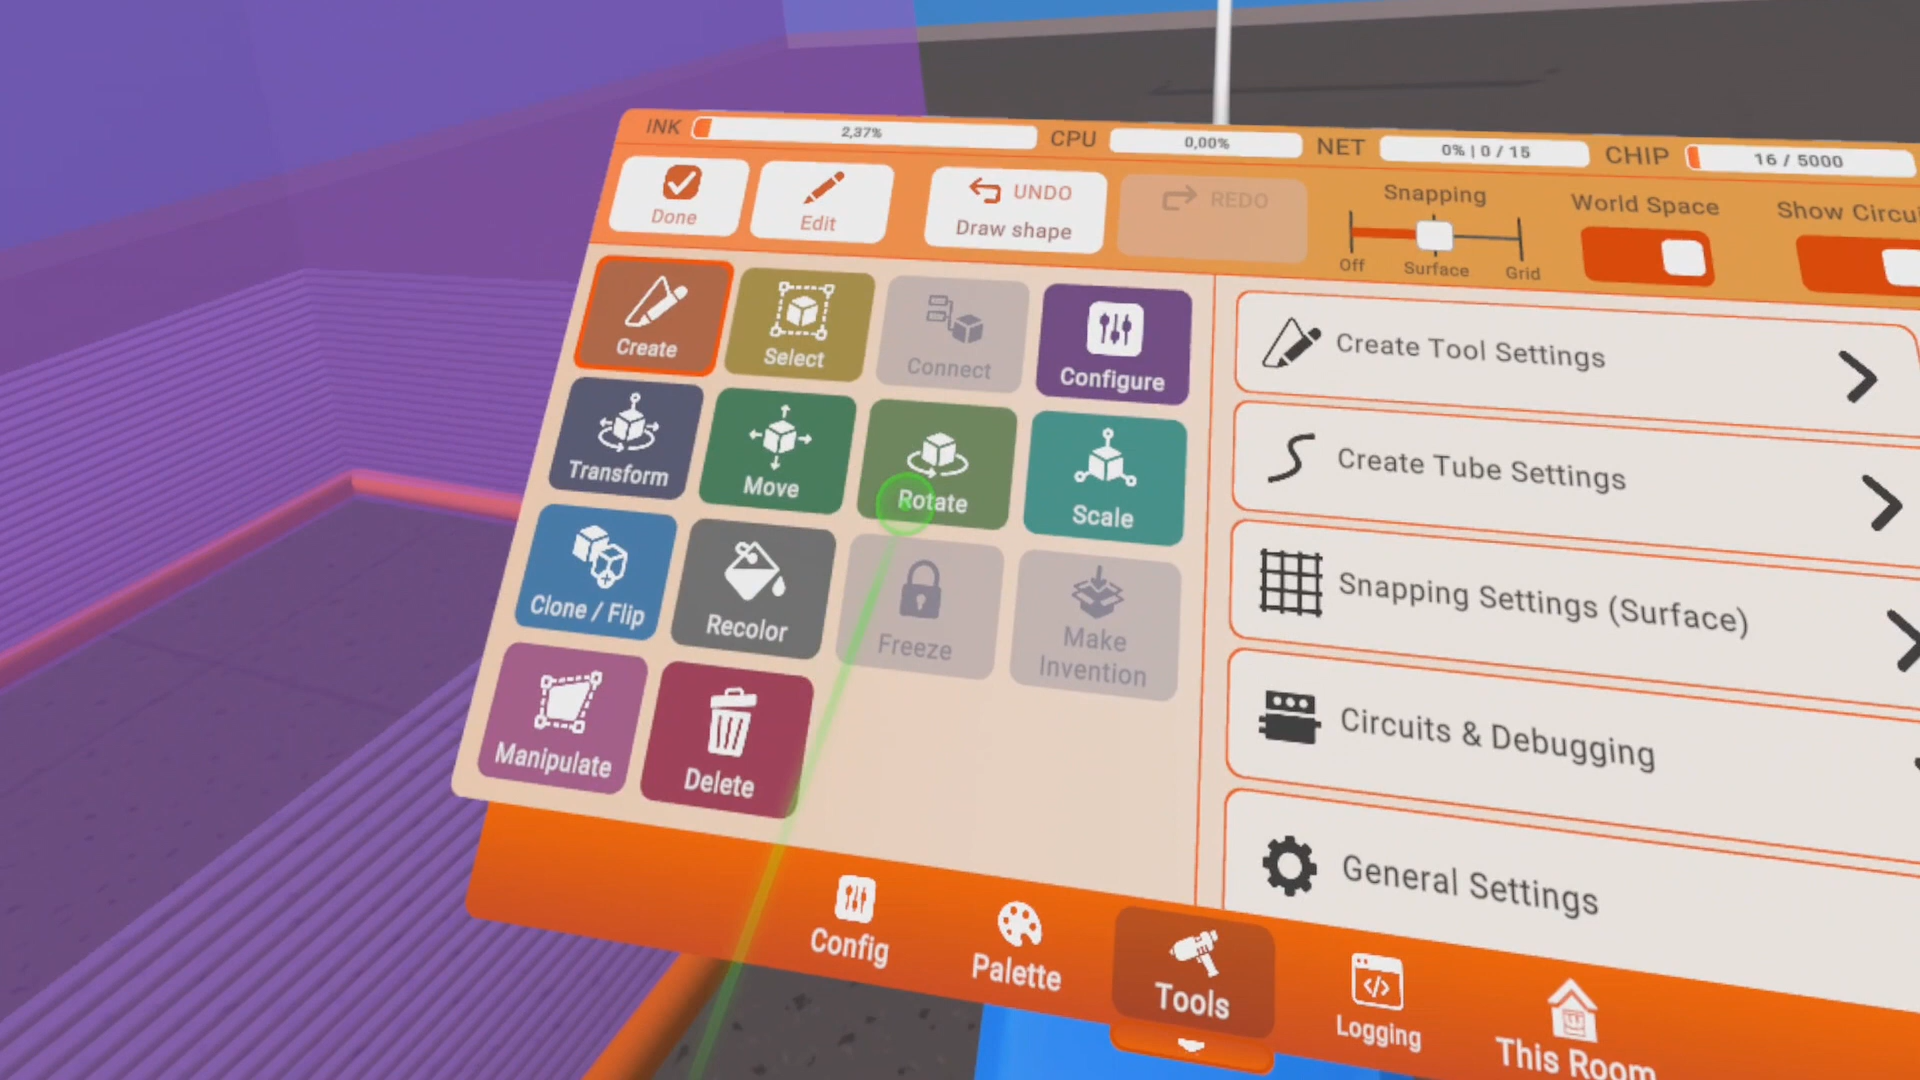 INK 2,37% CPU 0,00% NET 0% | 0 / 15 CHIP 16 / 5000
Done
Edit
UNDO
Draw shape
REDO
Snapping
Off Surface Grid
World Space
Create
Select
Connect
Configure
Transform
Move
Rotate
Scale
Clone / Flip
Recolor
Freeze
Make
Invention
Manipulate
Delete
Create Tool Settings
Create Tube Settings
Snapping Settings (Surface)
Circuits & Debugging
General Settings
Config
Palette
Tools
Logging
This Room